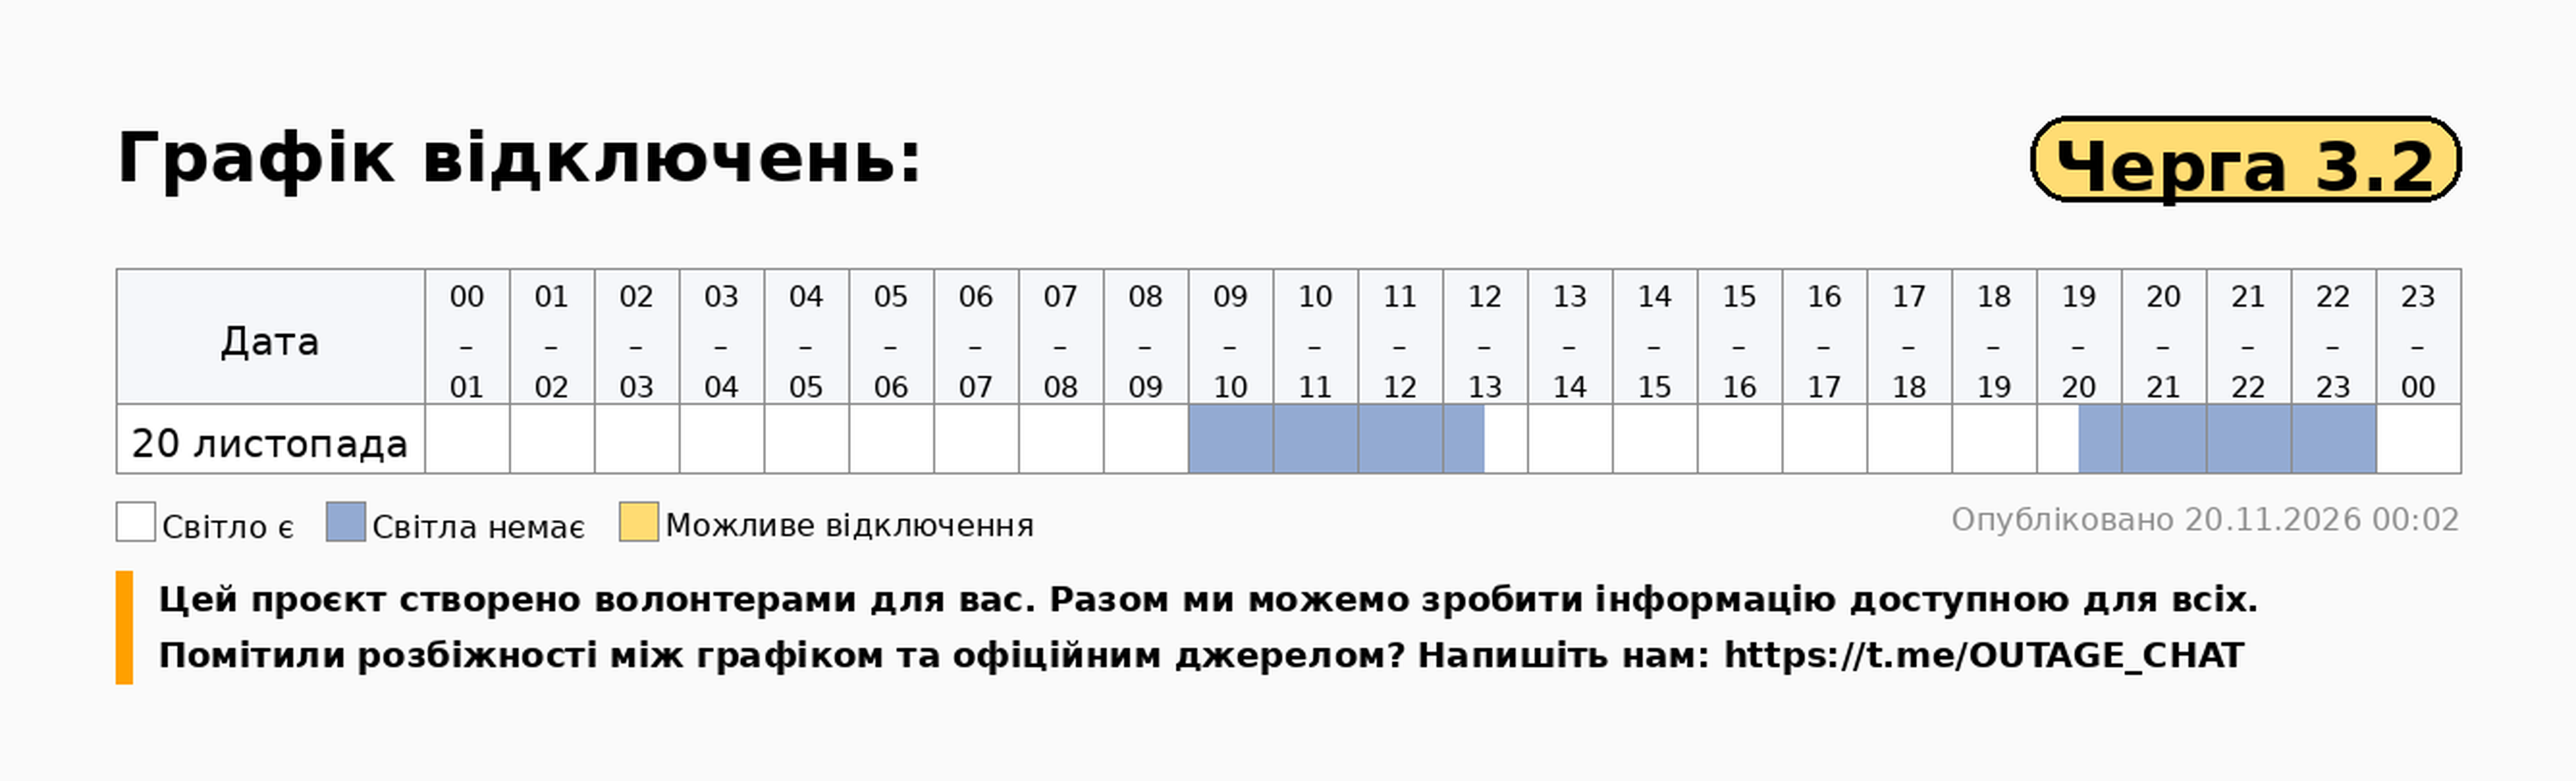 Графік відключень:
Черга 3.2
Дата
00 – 01
01 – 02
02 – 03
03 – 04
04 – 05
05 – 06
06 – 07
07 – 08
08 – 09
09 – 10
10 – 11
11 – 12
12 – 13
13 – 14
14 – 15
15 – 16
16 – 17
17 – 18
18 – 19
19 – 20
20 – 21
21 – 22
22 – 23
23 – 00
20 листопада
Світло є
Світла немає
Можливе відключення
Опубліковано 20.11.2026 00:02
Цей проєкт створено волонтерами для вас. Разом ми можемо зробити інформацію доступною для всіх.
Помітили розбіжності між графіком та офіційним джерелом? Напишіть нам: https://t.me/OUTAGE_CHAT